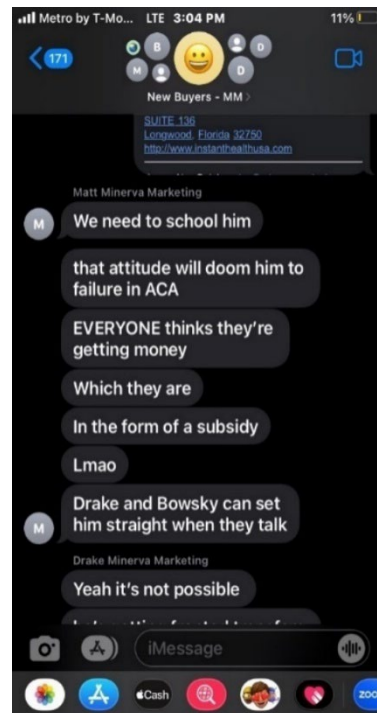 Metro by T-Mo... LTE 3:04 PM 11%
171
B
D
M
D
New Buyers - MM
SUITE 136
Longwood, Florida 32750
http://www.instanthealthusa.com
Matt Minerva Marketing
M
We need to school him
that attitude will doom him to
failure in ACA
EVERYONE thinks they're
getting money
Which they are
In the form of a subsidy
Lmao
Drake and Bowsky can set
him straight when they talk
M
Drake Minerva Marketing
Yeah it's not possible
iMessage
Cash
zoo